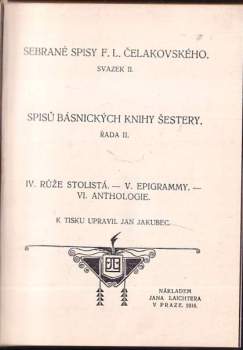 SEBRANÉ SPISY F. L. ČELAKOVSKÉHO.
SVAZEK II.
SPISŮ BÁSNICKÝCH KNIHY ŠESTERY.
ŘADA II.
IV. RŮŽE STOLISTÁ. — V. EPIGRAMMY. —
VI. ANTHOLOGIE.
K TISKU UPRAVIL JAN JAKUBEC.
NÁKLADEM
JANA LAICHTERA
V PRAZE.